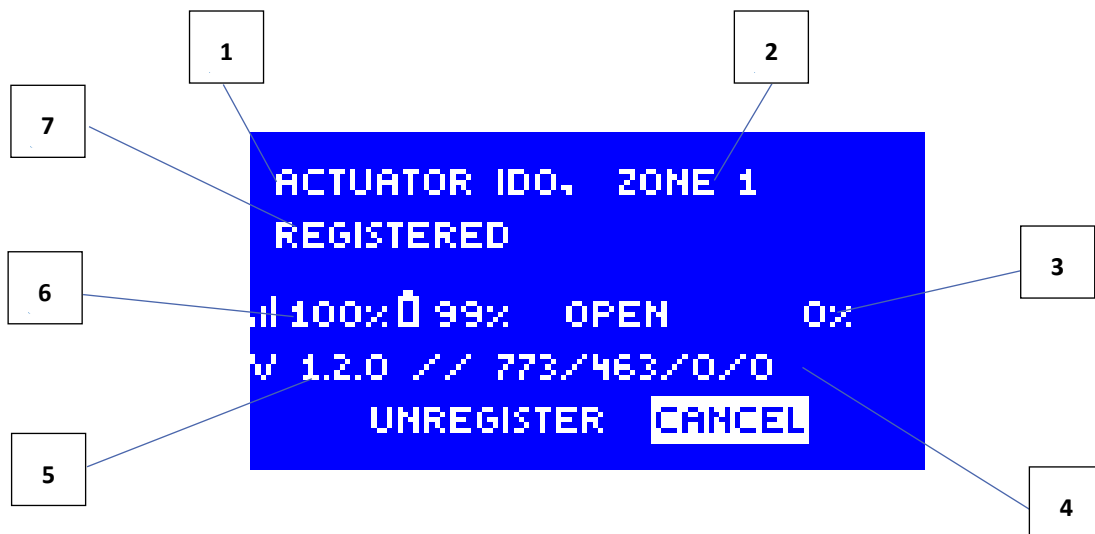 1
2
7
ACTUATOR ID0, ZONE 1
REGISTERED
3
6
100% 99% OPEN 0%
V 1.2.0 // 773/463/0/0
UNREGISTER CANCEL
5
4